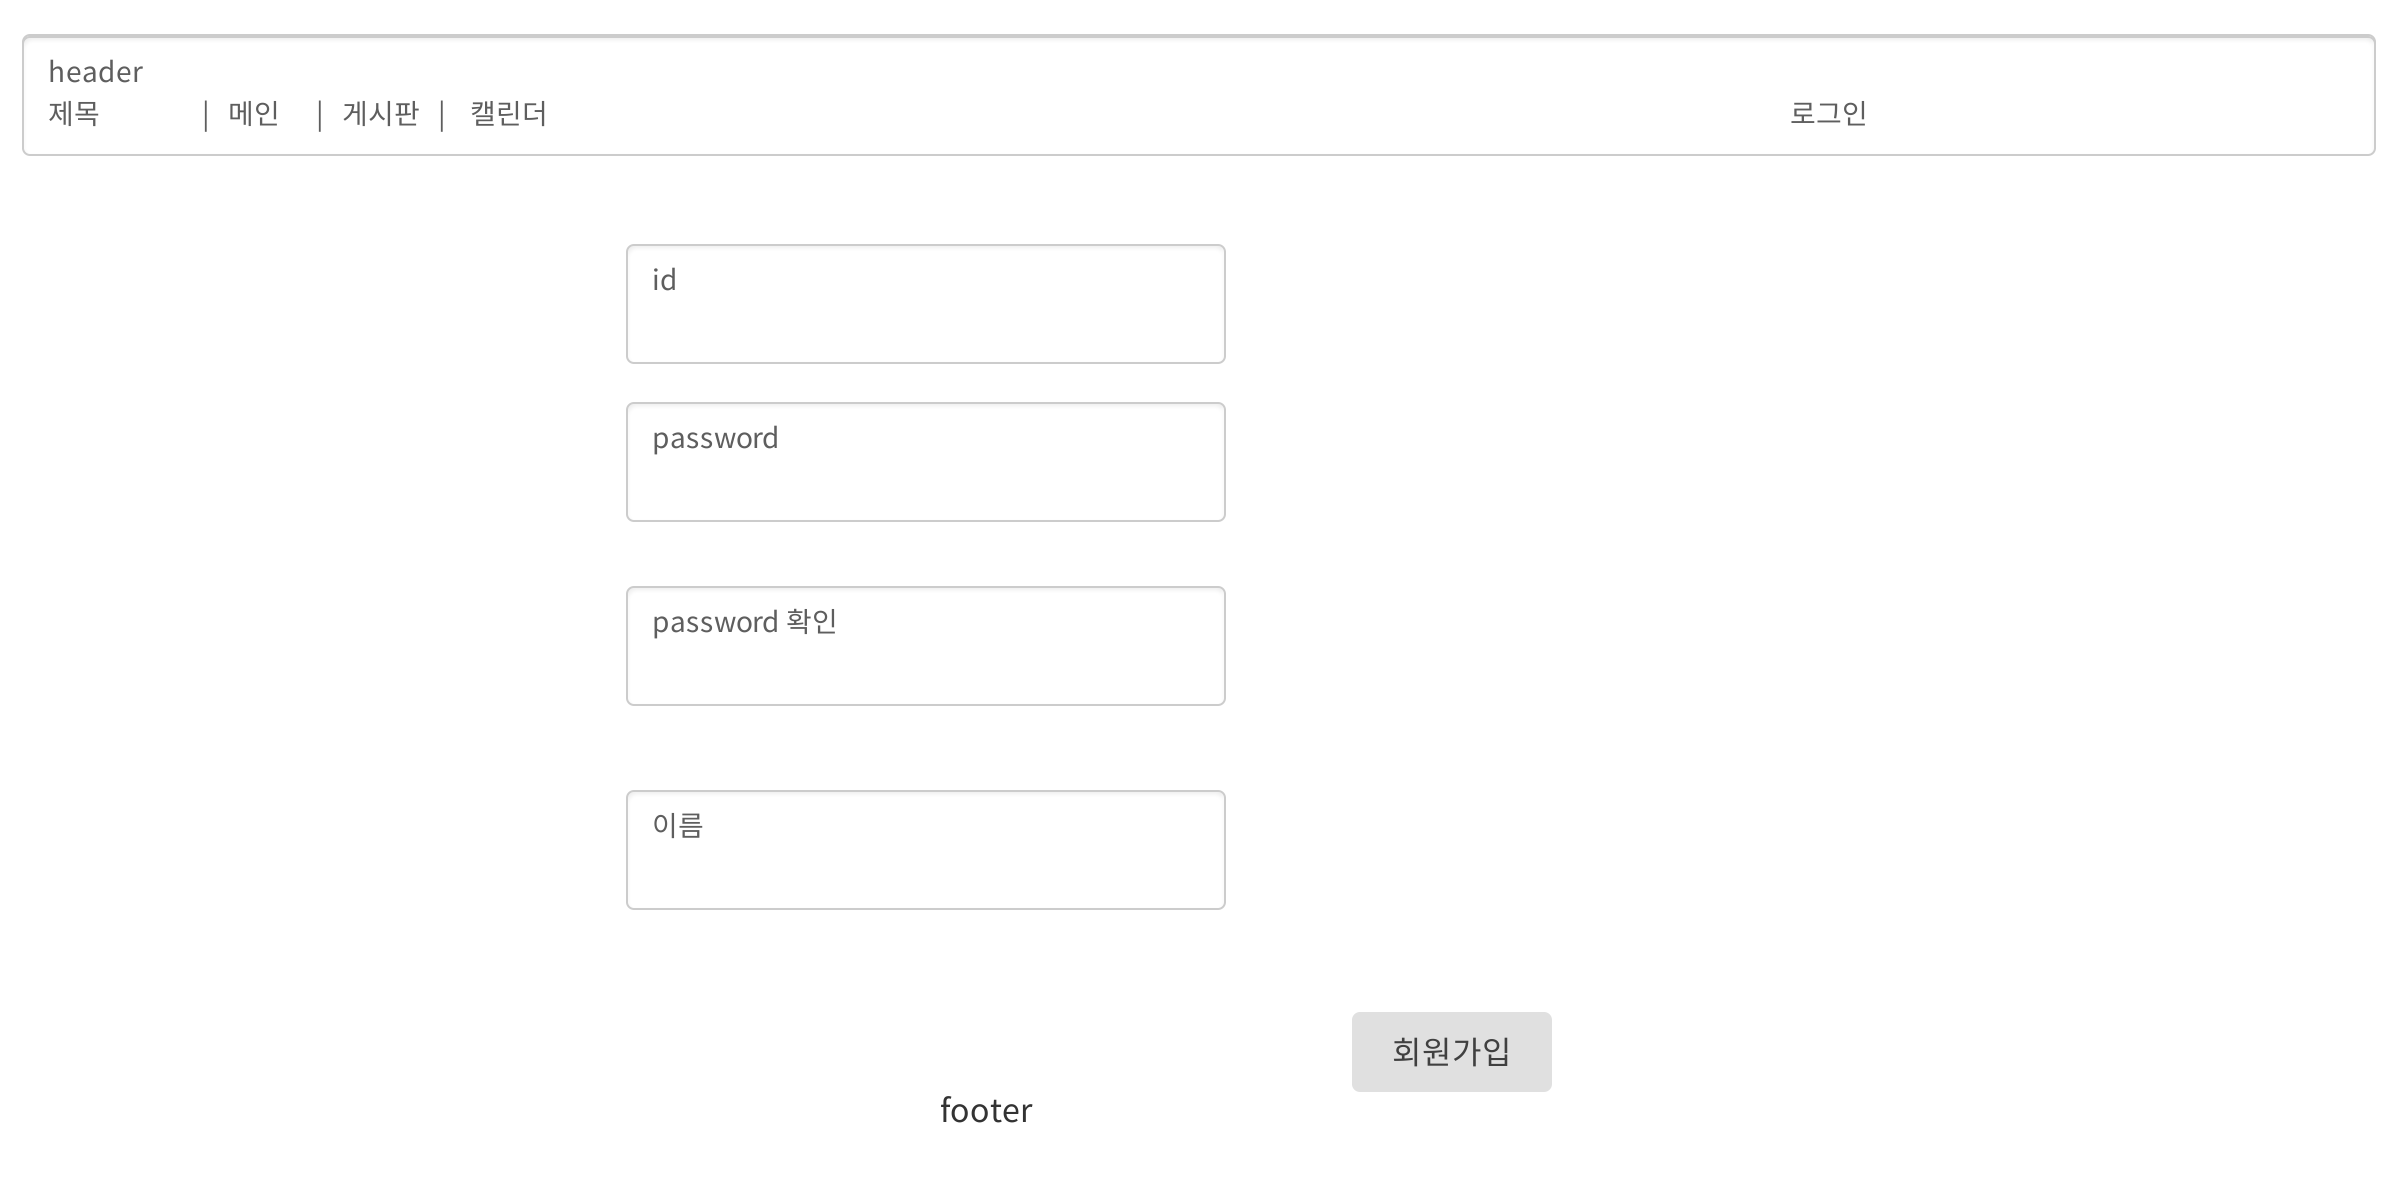 header
제목 | 메인 | 게시판 | 캘린더 로그인
id
password
password 확인
이름
회원가입
footer